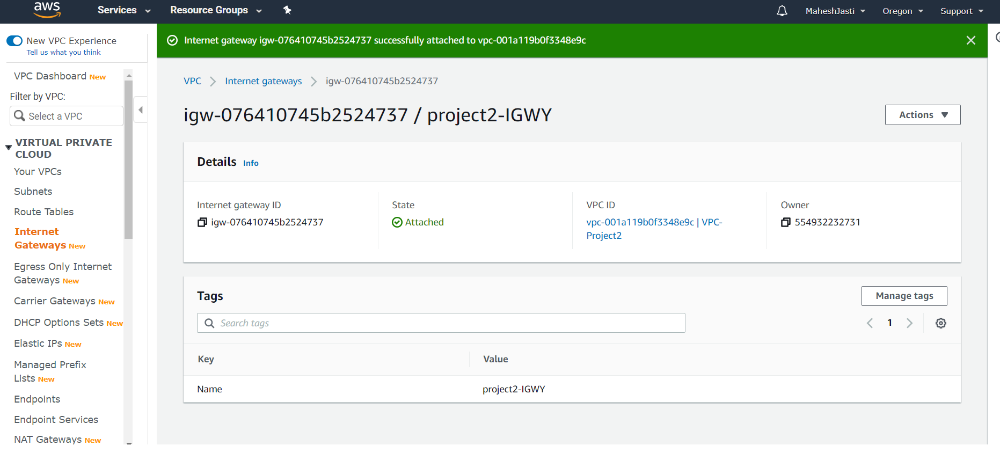 aws Services Resource Groups MaheshJasti Oregon Support
New VPC Experience
Tell us what you think
VPC Dashboard New
Filter by VPC:
Select a VPC
VIRTUAL PRIVATE
CLOUD
Your VPCs
Subnets
Route Tables
Internet
Gateways New
Egress Only Internet
Gateways New
Carrier Gateways New
DHCP Options Sets New
Elastic IPs New
Managed Prefix
Lists New
Endpoints
Endpoint Services
NAT Gateways New
Internet gateway igw-076410745b2524737 successfully attached to vpc-001a119b0f3348e9c
VPC Internet gateways igw-076410745b2524737
igw-076410745b2524737 / project2-IGWY
Actions
Details Info
Internet gateway ID
igw-076410745b2524737
State
Attached
VPC ID
vpc-001a119b0f3348e9c | VPC-
Project2
Owner
554932232731
Tags
Manage tags
Search tags
1
Key Value
Name project2-IGWY